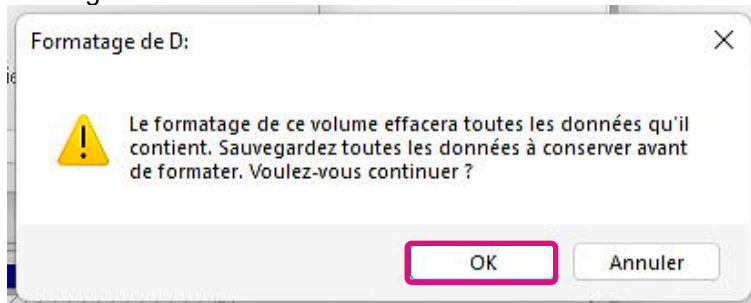 Formatage de D:
Le formatage de ce volume effacera toutes les données qu'il
contient. Sauvegardez toutes les données à conserver avant
de formater. Voulez-vous continuer ?
OK
Annuler